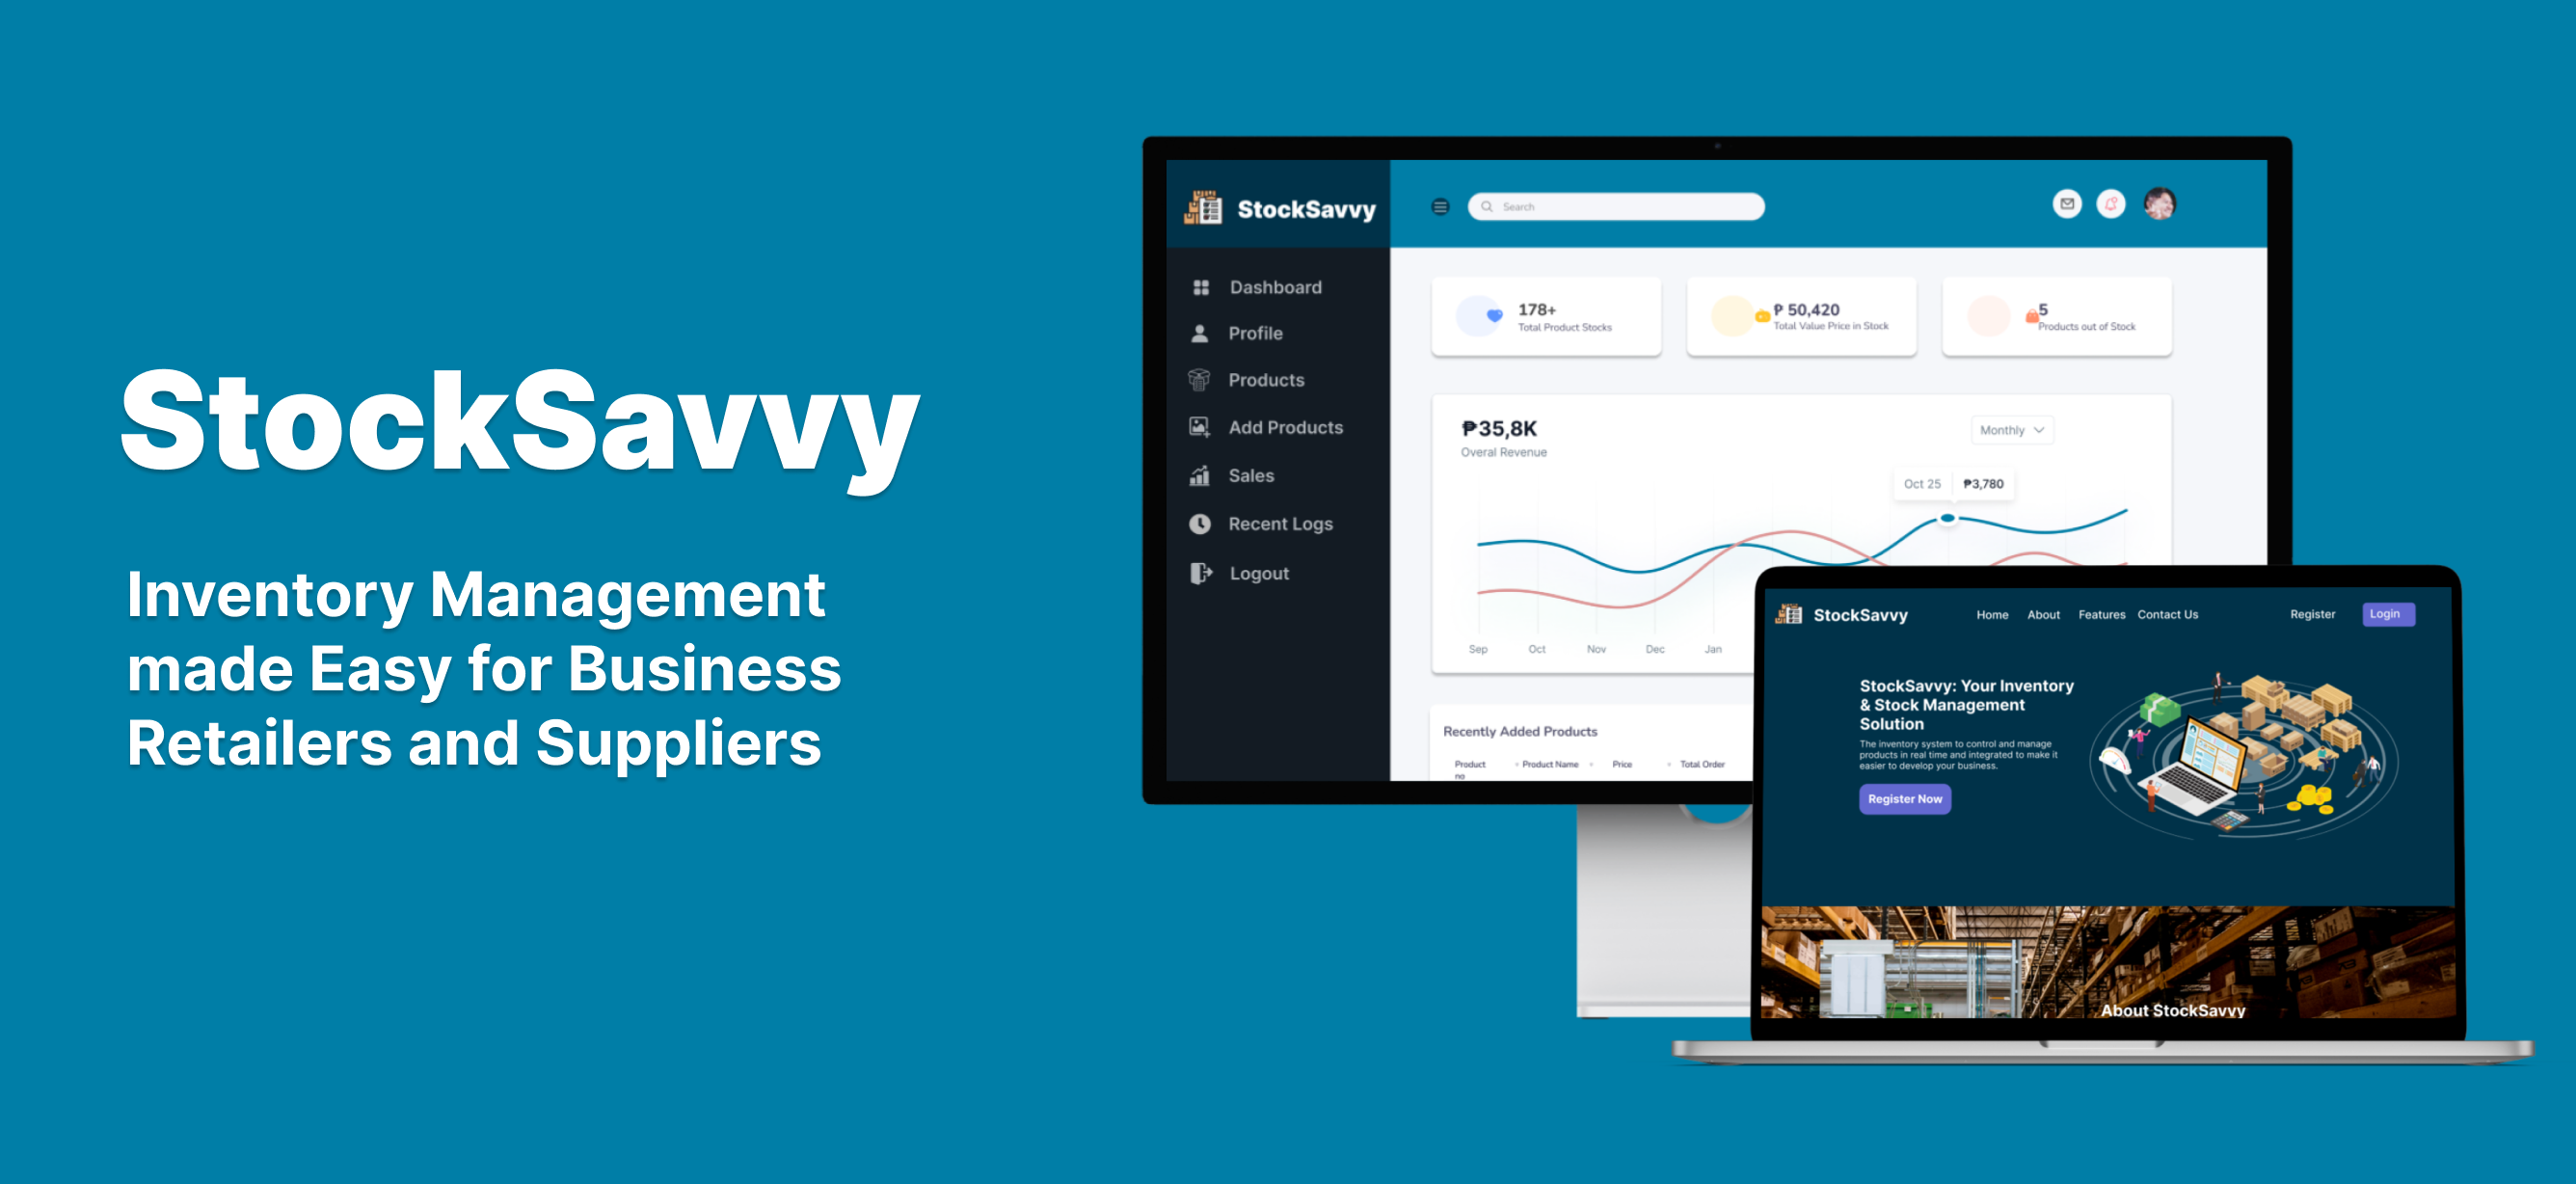 StockSavvy
Inventory Management
made Easy for Business
Retailers and Suppliers
StockSavvy
Search
Dashboard
Profile
Products
Add Products
Sales
Recent Logs
Logout
178+
Total Product Stocks
₱ 50,420
Total Value Price in Stock
5
Products out of Stock
₱35,8K
Overal Revenue
Monthly
Oct 25 ₱3,780
Sep Oct Nov Dec Jan
Recently Added Products
Product Product Name Price Total Order
no
StockSavvy Home About Features Contact Us Register Login
StockSavvy: Your Inventory
& Stock Management
Solution
The inventory system to control and manage
products in real time and integrated to make it
easier to develop your business.
Register Now
About StockSavvy